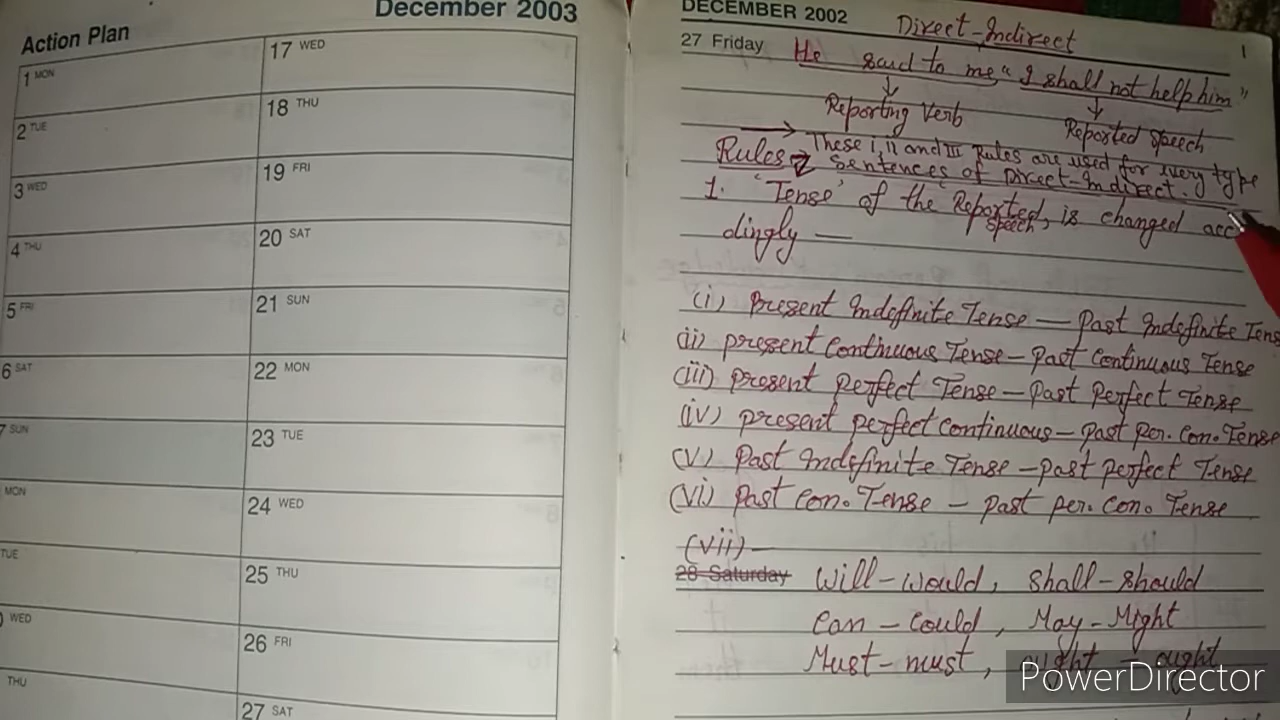 Action Plan
December 2003
1 MON
2 TUE
3 WED
4 THU
5 FRI
6 SAT
7 SUN
MON
TUE
WED
THU
17 WED
18 THU
19 FRI
20 SAT
21 SUN
22 MON
23 TUE
24 WED
25 THU
26 FRI
27 SAT
DECEMBER 2002
Direct-Indirect
1
27 Friday
He said to me, "I shall not help him"
Reporting Verb
Reported Speech
These I, II and III Rules are used for every type
Rules
Sentences of Direct-Indirect.
1. 'Tense' of the 'Reported speech' is changed acc
dingly —
(i) Present Indefinite Tense — Past Indefinite Tens
(ii) present Continuous Tense - Past Continuous Tense
(iii) present perfect Tense - Past Perfect Tense
(iv) present perfect continuous - Past per. con. Tense
(v) Past Indefinite Tense - past perfect Tense
(vi) Past Con. Tense - Past per. Con. Tense
(vii) —
28 Saturday
Will - would, Shall - should
Can - Could, May - Might
Must - must, ought - ought
PowerDirector